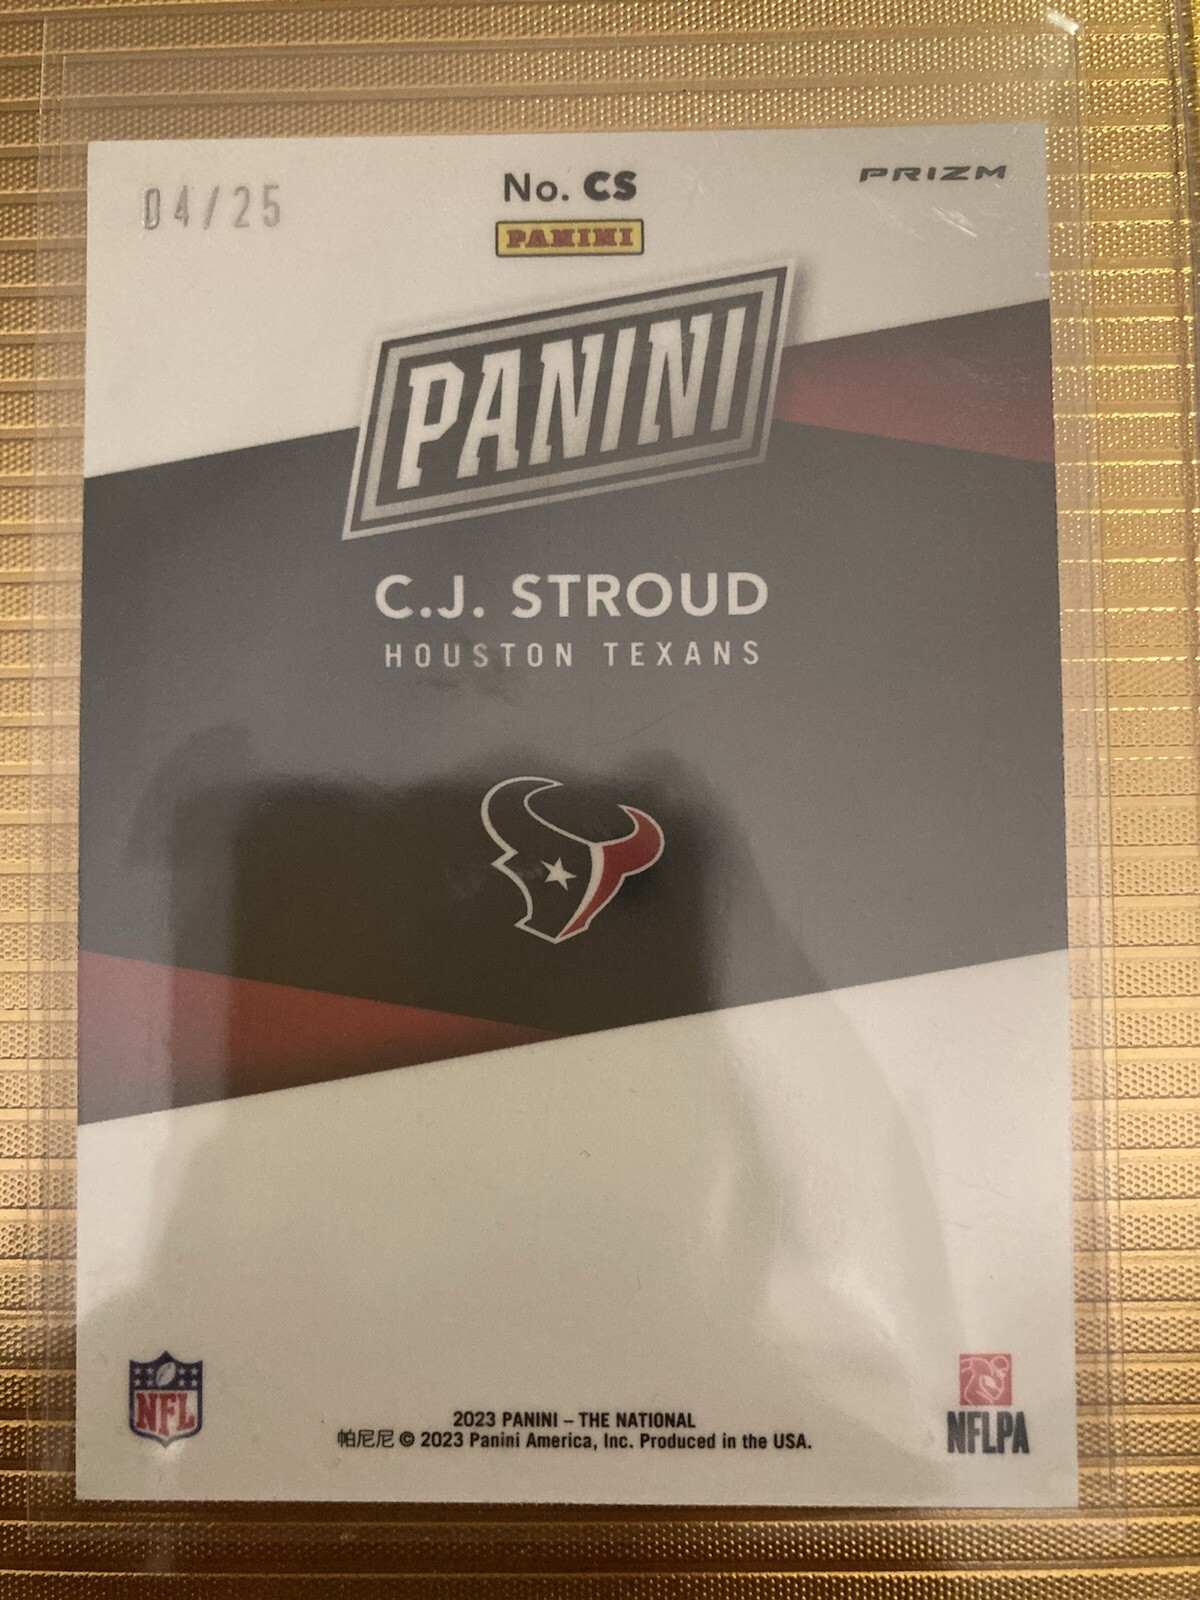 04/25
No. CS
PRIZM
PANINI
PANINI
C.J. STROUD
HOUSTON TEXANS
NFL
2023 PANINI – THE NATIONAL
帕尼尼 © 2023 Panini America, Inc. Produced in the USA.
NFLPA